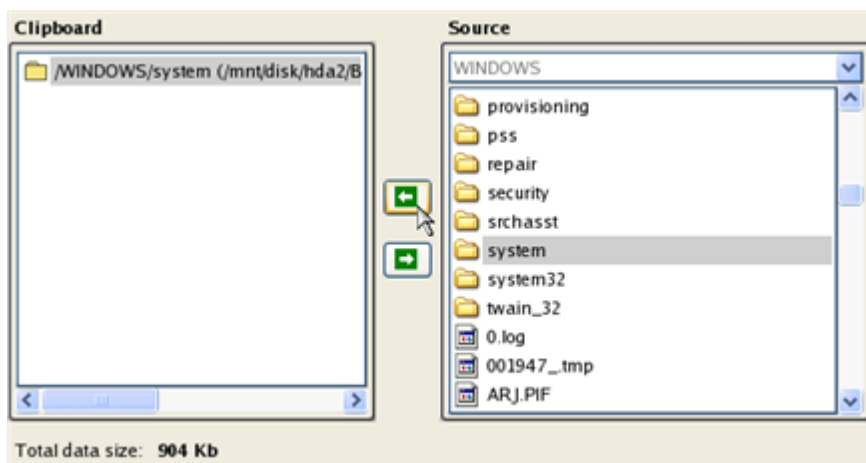 Clipboard
/WINDOWS/system (/mnt/disk/hda2/B
Source
WINDOWS
provisioning
pss
repair
security
srchasst
system
system32
twain_32
0.log
001947_.tmp
ARJ.PIF
Total data size: 904 Kb